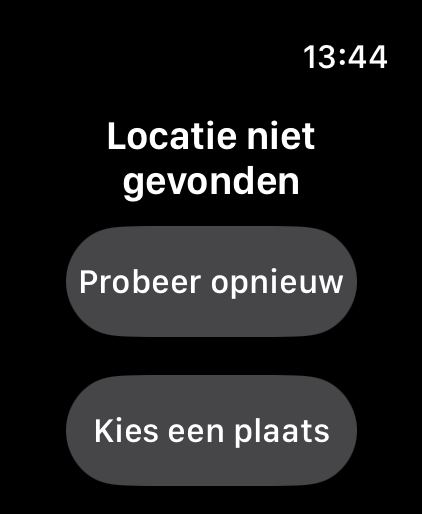 13:44
Locatie niet
gevonden
Probeer opnieuw
Kies een plaats